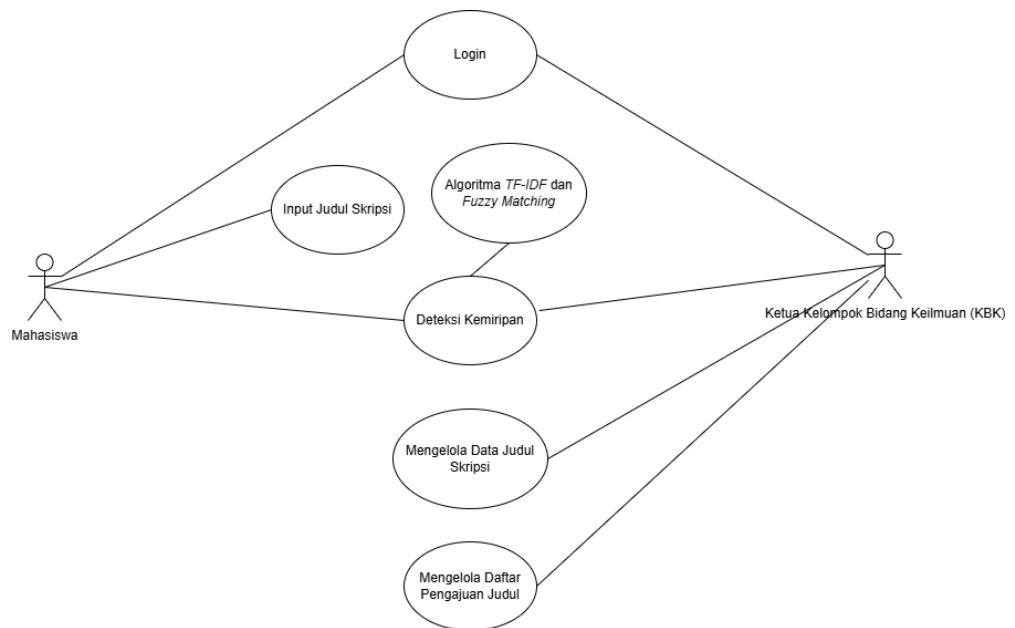 Login
Algoritma TF-IDF dan
Fuzzy Matching
Input Judul Skripsi
Mahasiswa
Deteksi Kemiripan
Ketua Kelompok Bidang Keilmuan (KBK)
Mengelola Data Judul
Skripsi
Mengelola Daftar
Pengajuan Judul